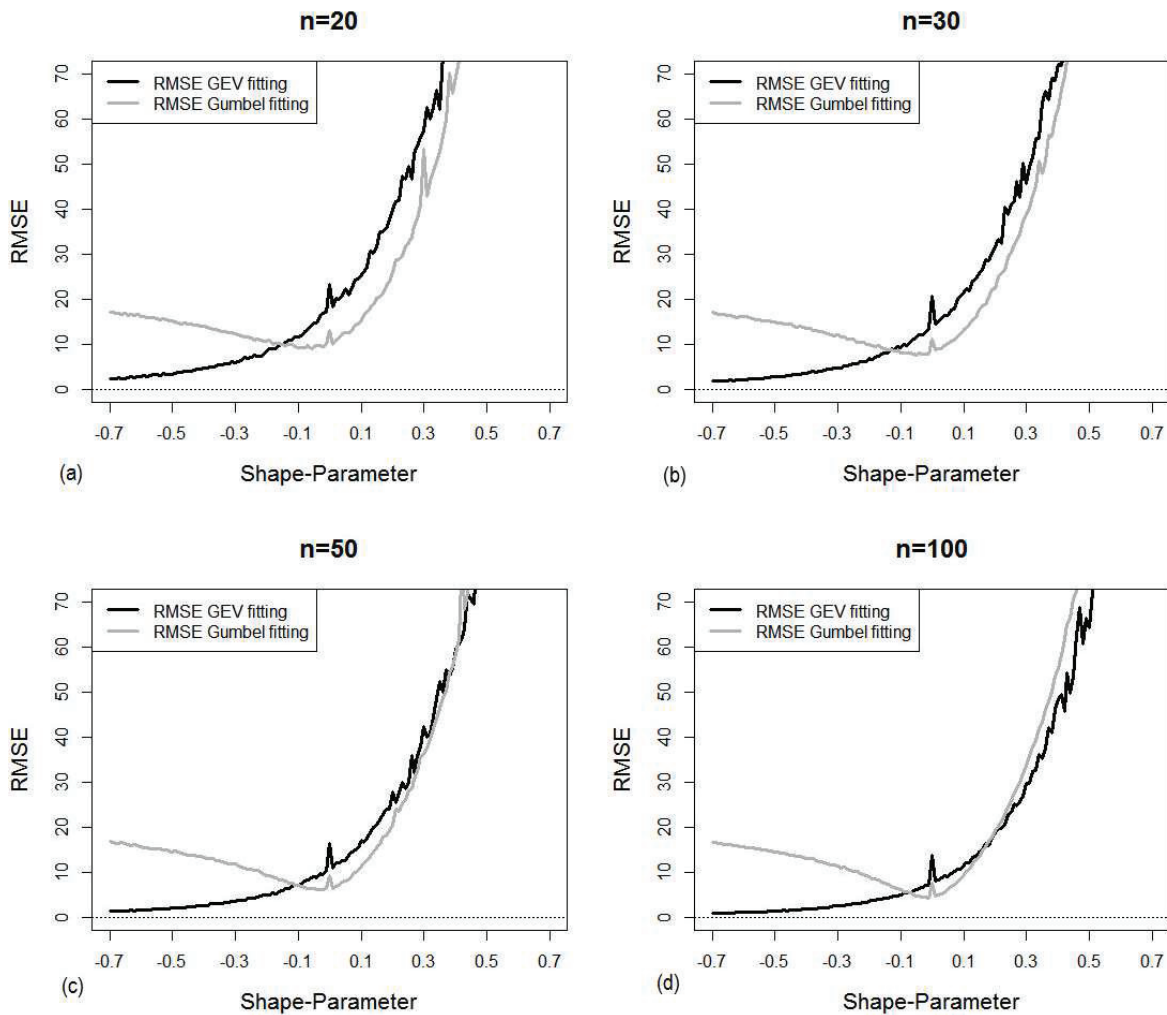 n=20
RMSE GEV fitting
RMSE Gumbel fitting
RMSE
0 10 20 30 40 50 60 70
-0.7 -0.5 -0.3 -0.1 0.1 0.3 0.5 0.7
(a) Shape-Parameter
n=30
RMSE GEV fitting
RMSE Gumbel fitting
RMSE
0 10 20 30 40 50 60 70
-0.7 -0.5 -0.3 -0.1 0.1 0.3 0.5 0.7
(b) Shape-Parameter
n=50
RMSE GEV fitting
RMSE Gumbel fitting
RMSE
0 10 20 30 40 50 60 70
-0.7 -0.5 -0.3 -0.1 0.1 0.3 0.5 0.7
(c) Shape-Parameter
n=100
RMSE GEV fitting
RMSE Gumbel fitting
RMSE
0 10 20 30 40 50 60 70
-0.7 -0.5 -0.3 -0.1 0.1 0.3 0.5 0.7
(d) Shape-Parameter